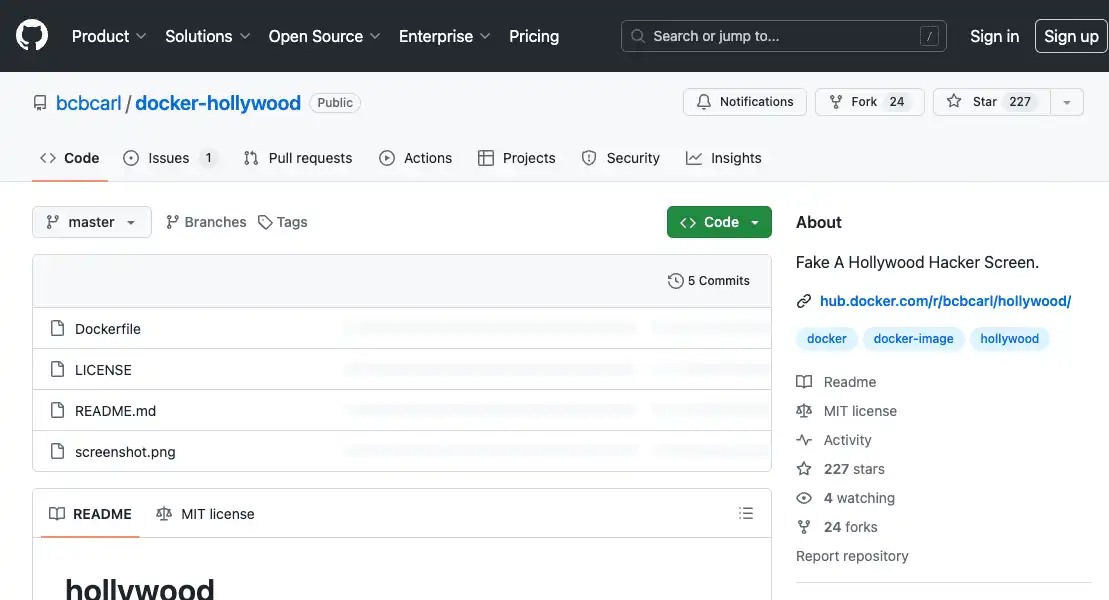 Product Solutions Open Source Enterprise Pricing Search or jump to... / Sign in Sign up
bcbcarl / docker-hollywood Public Notifications Fork 24 Star 227
Code Issues 1 Pull requests Actions Projects Security Insights
master Branches Tags Code
5 Commits
Dockerfile
LICENSE
README.md
screenshot.png
README MIT license
hollywood
About
Fake A Hollywood Hacker Screen.
hub.docker.com/r/bcbcarl/hollywood/
docker docker-image hollywood
Readme
MIT license
Activity
227 stars
4 watching
24 forks
Report repository